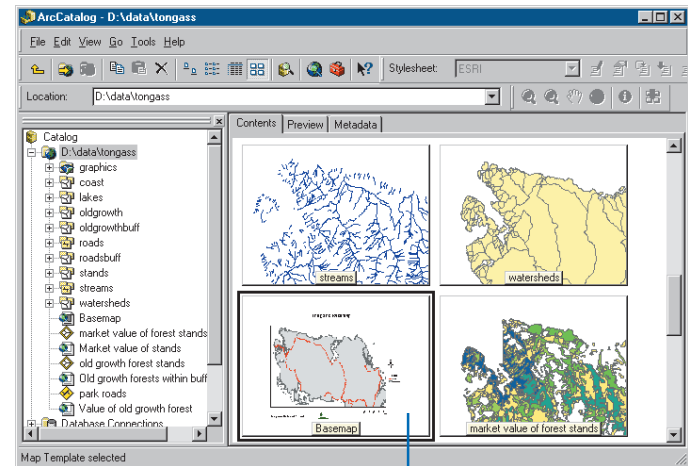 ArcCatalog - D:\data\tongass
File Edit View Go Tools Help
Stylesheet: ESRI
Location: D:\data\tongass
Contents Preview Metadata
Catalog
D:\data\tongass
graphics
coast
lakes
oldgrowth
oldgrowthbuff
roads
roadsbuff
stands
streams
watersheds
Basemap
market value of forest stands
Market value of stands
old growth forest stands
Old growth forests within buff
park roads
Value of old growth forest
Database Connections
streams
watersheds
Basemap
market value of forest stands
Map Template selected